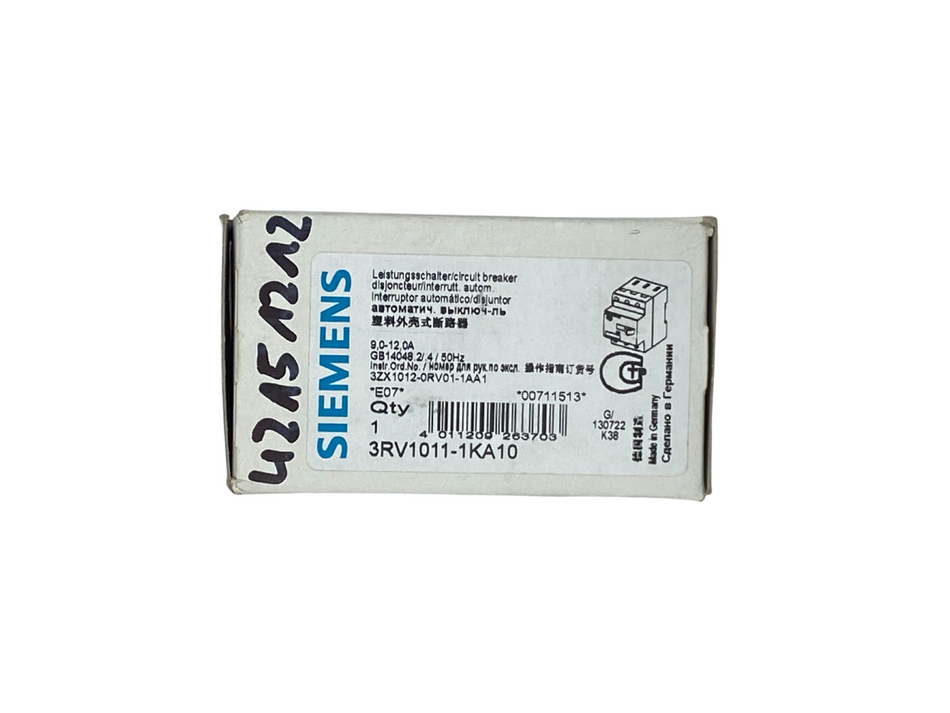 42151212
SIEMENS
Leistungsschalter/circuit breaker
disjoncteur/interrutt. autom.
interruptor automático/disjuntor
автоматич. выключ-ль
塑料外壳式断路器
9,0-12,0A
GB14048.2/.4 / 50Hz
Instr.Ord.No. / Номер для рук.по эксл. 操作指南订货号
3ZX1012-0RV01-1AA1
*E07* *00711513*
Qty
1
4 011209 263703
3RV1011-1KA10
G/
130722
K38
德国制造
Made in Germany
Сделано в Германии